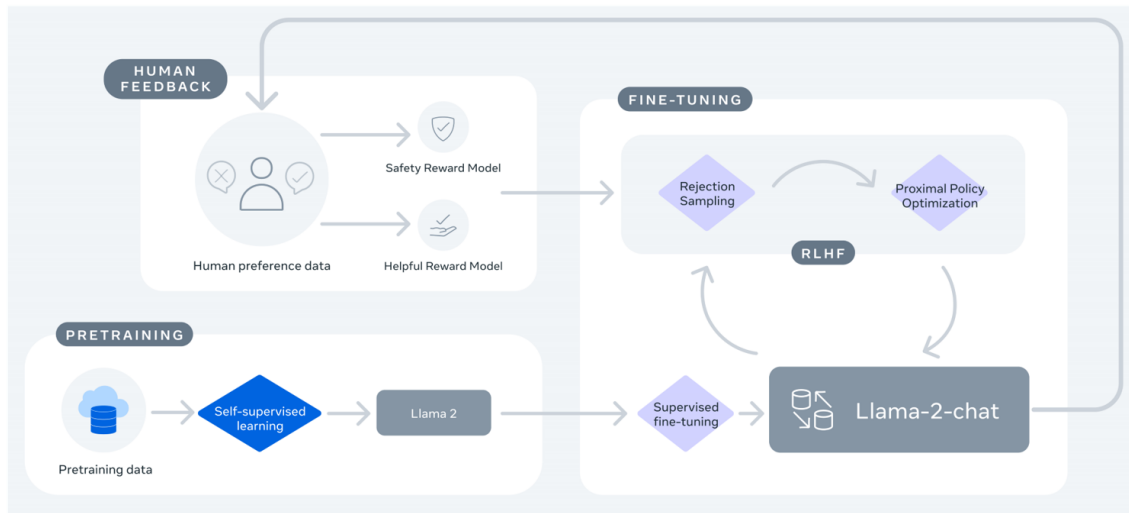 HUMAN
FEEDBACK
Safety Reward Model
Human preference data
Helpful Reward Model
FINE-TUNING
Rejection
Sampling
Proximal Policy
Optimization
RLHF
PRETRAINING
Pretraining data
Self-supervised
learning
Llama 2
Supervised
fine-tuning
Llama-2-chat